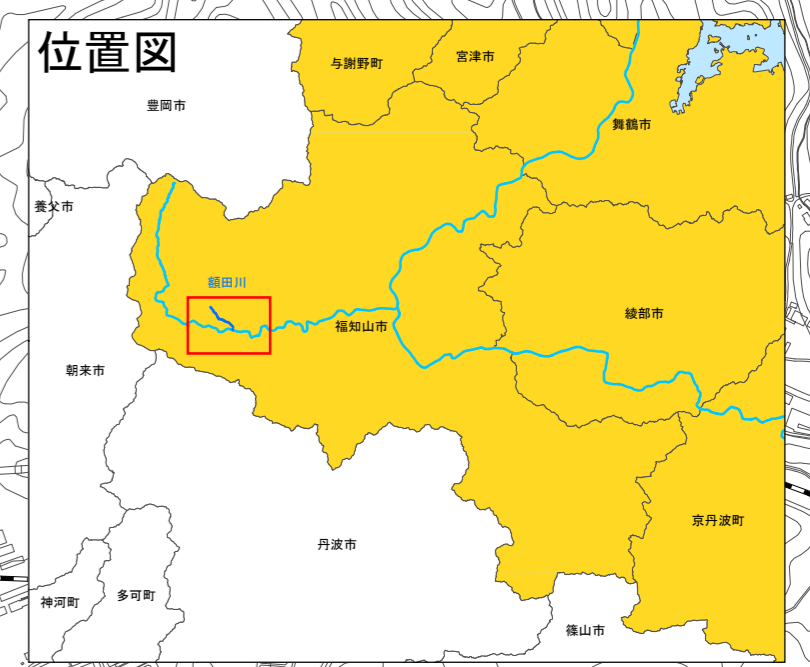 位置図
与謝野町
宮津市
豊岡市
舞鶴市
養父市
額田川
綾部市
福知山市
朝来市
京丹波町
丹波市
神河町
多可町
篠山市